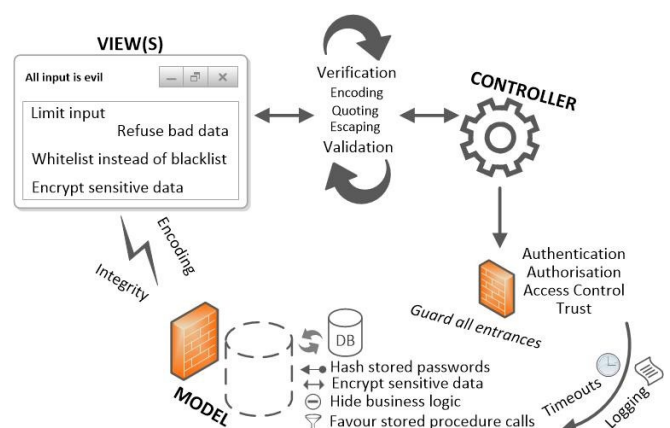 VIEW(S)
All input is evil
Limit input
Refuse bad data
Whitelist instead of blacklist
Encrypt sensitive data
Verification
Encoding
Quoting
Escaping
Validation
CONTROLLER
Authentication
Authorisation
Access Control
Trust
Guard all entrances
Encoding
Integrity
MODEL
DB
Hash stored passwords
Encrypt sensitive data
Hide business logic
Favour stored procedure calls
Timeouts
Logging